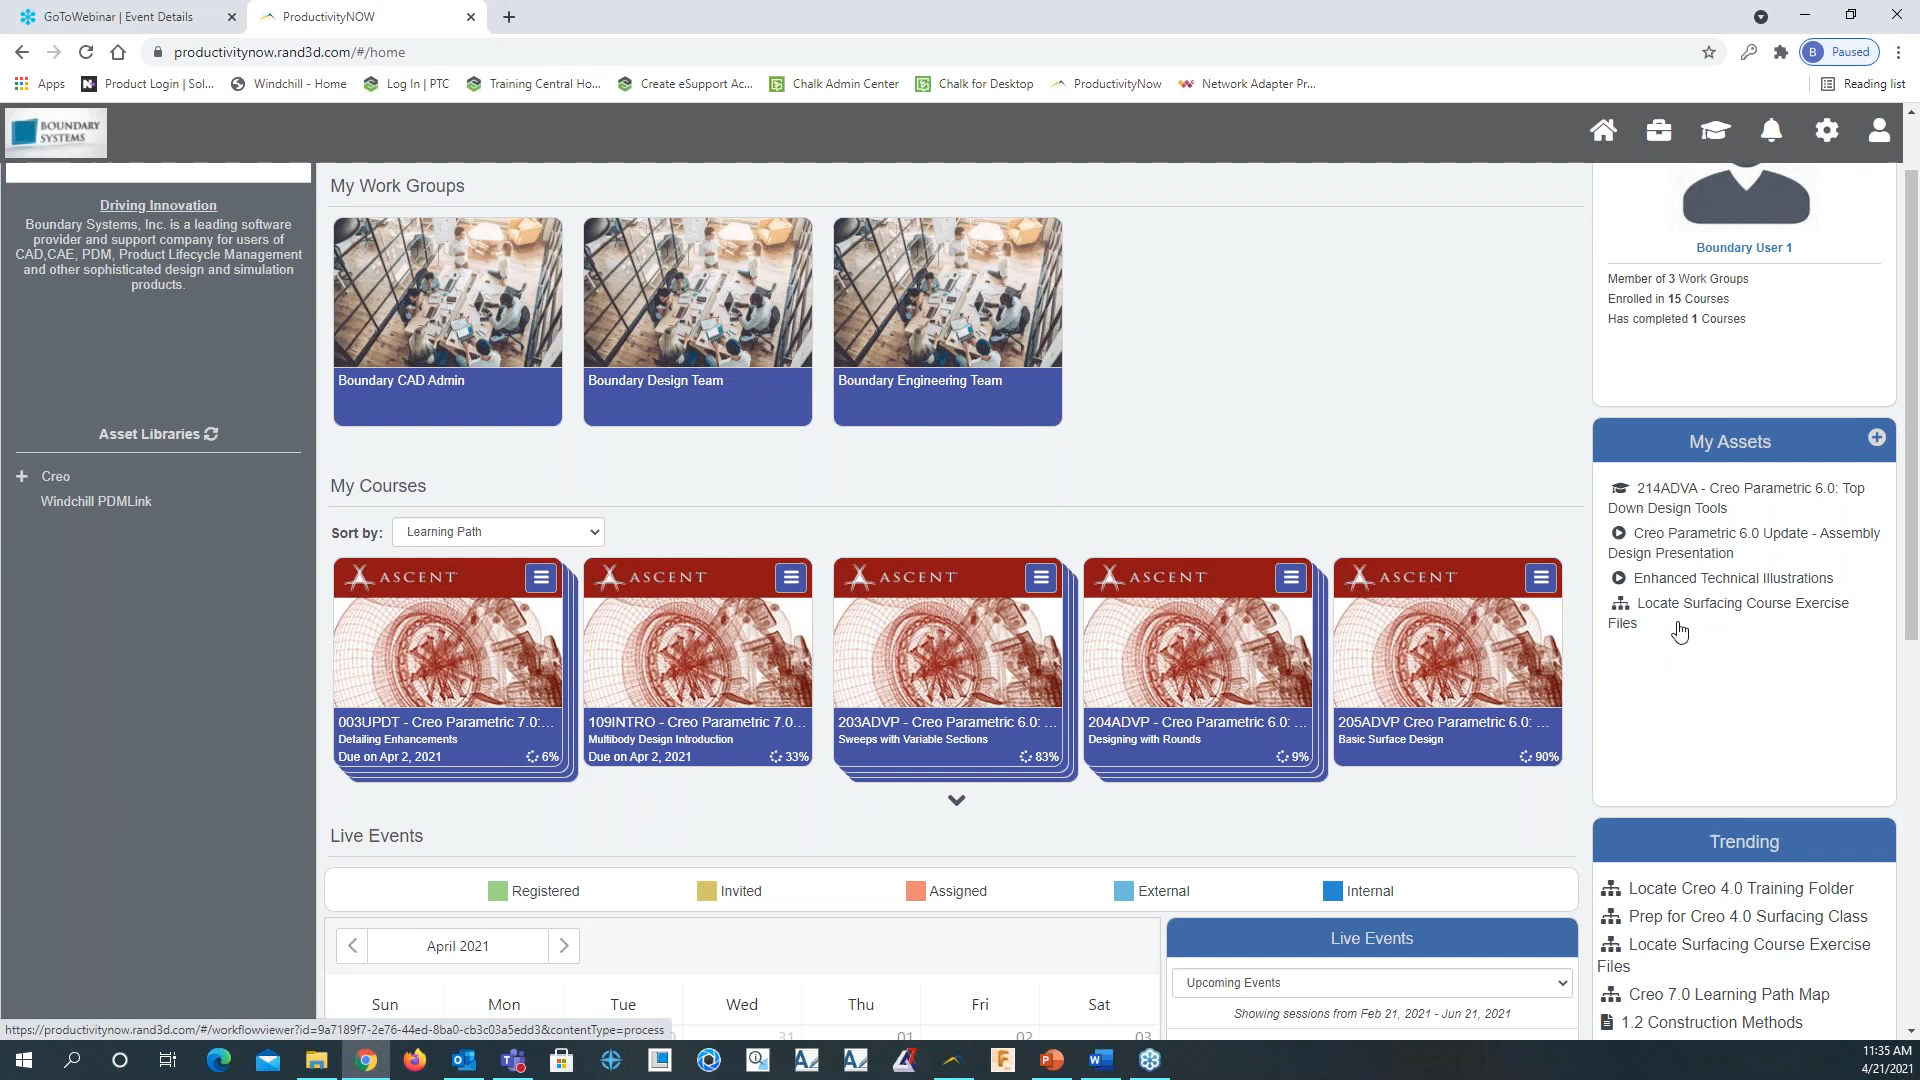 GoToWebinar | Event Details
ProductivityNOW
productivitynow.rand3d.com/#/home
B Paused
Apps
Product Login | Sol...
Windchill - Home
Log In | PTC
Training Central Ho...
Create eSupport Ac...
Chalk Admin Center
Chalk for Desktop
ProductivityNow
Network Adapter Pr...
Reading list
BOUNDARY
SYSTEMS
Driving Innovation
Boundary Systems, Inc. is a leading software
provider and support company for users of
CAD,CAE, PDM, Product Lifecycle Management
and other sophisticated design and simulation
products.
Asset Libraries
Creo
Windchill PDMLink
My Work Groups
Boundary CAD Admin
Boundary Design Team
Boundary Engineering Team
My Courses
Sort by:
Learning Path
ASCENT
003UPDT - Creo Parametric 7.0:...
Detailing Enhancements
Due on Apr 2, 2021
6%
ASCENT
109INTRO - Creo Parametric 7.0...
Multibody Design Introduction
Due on Apr 2, 2021
33%
ASCENT
203ADVP - Creo Parametric 6.0: ...
Sweeps with Variable Sections
83%
ASCENT
204ADVP - Creo Parametric 6.0: ...
Designing with Rounds
9%
ASCENT
205ADVP Creo Parametric 6.0: ...
Basic Surface Design
90%
Live Events
Registered
Invited
Assigned
External
Internal
April 2021
Sun
Mon
Tue
Wed
Thu
Fri
Sat
31
01
02
03
Live Events
Upcoming Events
Showing sessions from Feb 21, 2021 - Jun 21, 2021
Boundary User 1
Member of 3 Work Groups
Enrolled in 15 Courses
Has completed 1 Courses
My Assets
214ADVA - Creo Parametric 6.0: Top
Down Design Tools
Creo Parametric 6.0 Update - Assembly
Design Presentation
Enhanced Technical Illustrations
Locate Surfacing Course Exercise
Files
Trending
Locate Creo 4.0 Training Folder
Prep for Creo 4.0 Surfacing Class
Locate Surfacing Course Exercise
Files
Creo 7.0 Learning Path Map
1.2 Construction Methods
https://productivitynow.rand3d.com/#/workflowviewer?id=9a7189f7-2e76-44ed-8ba0-cb3c03a5edd3&contentType=process
11:35 AM
4/21/2021